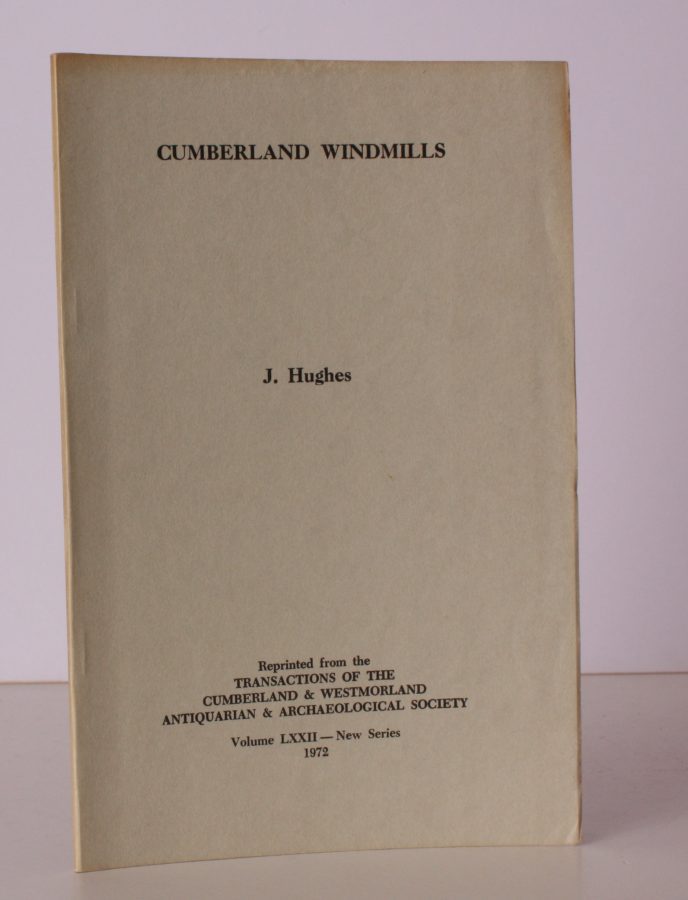 CUMBERLAND WINDMILLS
J. Hughes
Reprinted from the
TRANSACTIONS OF THE
CUMBERLAND & WESTMORLAND
ANTIQUARIAN & ARCHAEOLOGICAL SOCIETY
Volume LXXII — New Series
1972